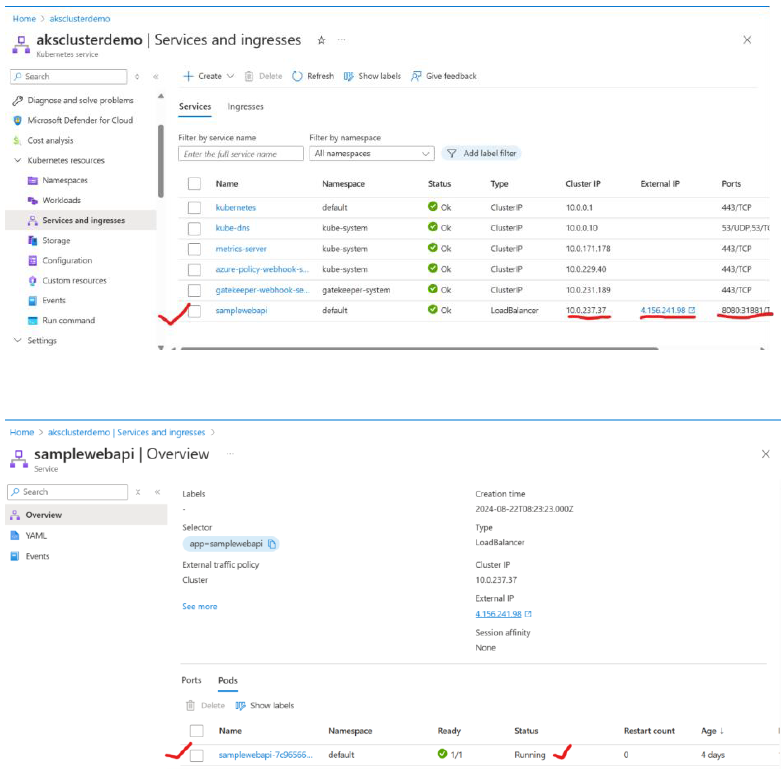 Home > aksclusterdemo
aksclusterdemo | Services and ingresses ☆ ...
Kubernetes service
Search
+ Create Delete Refresh Show labels Give feedback
Diagnose and solve problems
Microsoft Defender for Cloud
Cost analysis
Kubernetes resources
Namespaces
Workloads
Services and ingresses
Storage
Configuration
Custom resources
Events
Run command
Settings
Services Ingresses
Filter by service name Filter by namespace
Enter the full service name All namespaces Add label filter
Name Namespace Status Type Cluster IP External IP Ports
kubernetes default Ok ClusterIP 10.0.0.1 443/TCP
kube-dns kube-system Ok ClusterIP 10.0.0.10 53/UDP,53/TC
metrics-server kube-system Ok ClusterIP 10.0.171.178 443/TCP
azure-policy-webhook-s... kube-system Ok ClusterIP 10.0.229.40 443/TCP
gatekeeper-webhook-se... gatekeeper-system Ok ClusterIP 10.0.231.189 443/TCP
samplewebapi default Ok LoadBalancer 10.0.237.37 4.156.241.98 8080:31881/T
Home > aksclusterdemo | Services and ingresses >
samplewebapi | Overview ...
Service
Search
Overview
YAML
Events
Labels
-
Selector
app=samplewebapi
External traffic policy
Cluster
See more
Creation time
2024-08-22T08:23:23.000Z
Type
LoadBalancer
Cluster IP
10.0.237.37
External IP
4.156.241.98
Session affinity
None
Ports Pods
Delete Show labels
Name Namespace Ready Status Restart count Age ↓
samplewebapi-7c96566... default 1/1 Running 0 4 days